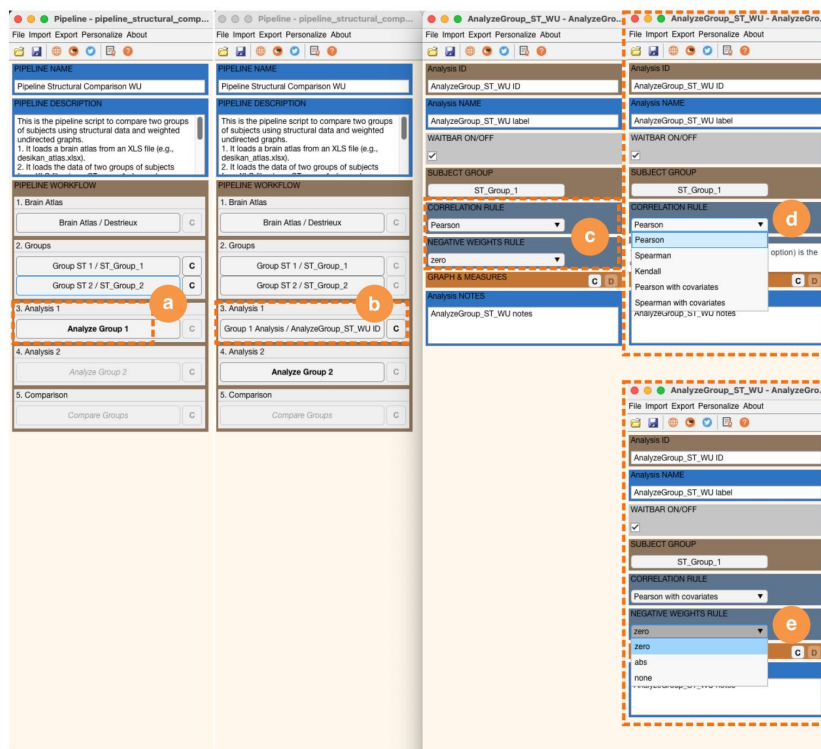 Pipeline - pipeline_structural_comp...
File Import Export Personalize About
PIPELINE NAME
Pipeline Structural Comparison WU
PIPELINE DESCRIPTION
This is the pipeline script to compare two groups
of subjects using structural data and weighted
undirected graphs.
1. It loads a brain atlas from an XLS file (e.g.,
desikan_atlas.xlsx).
2. It loads the data of two groups of subjects
PIPELINE WORKFLOW
1. Brain Atlas
Brain Atlas / Destrieux C
2. Groups
Group ST 1 / ST_Group_1 C
Group ST 2 / ST_Group_2 C
a
3. Analysis 1
Analyze Group 1 C
4. Analysis 2
Analyze Group 2 C
5. Comparison
Compare Groups C
Pipeline - pipeline_structural_comp...
File Import Export Personalize About
PIPELINE NAME
Pipeline Structural Comparison WU
PIPELINE DESCRIPTION
This is the pipeline script to compare two groups
of subjects using structural data and weighted
undirected graphs.
1. It loads a brain atlas from an XLS file (e.g.,
desikan_atlas.xlsx).
2. It loads the data of two groups of subjects
PIPELINE WORKFLOW
1. Brain Atlas
Brain Atlas / Destrieux C
2. Groups
Group ST 1 / ST_Group_1 C
Group ST 2 / ST_Group_2 C
b
3. Analysis 1
Group 1 Analysis / AnalyzeGroup_ST_WU ID C
4. Analysis 2
Analyze Group 2 C
5. Comparison
Compare Groups C
AnalyzeGroup_ST_WU - AnalyzeGro...
File Import Export Personalize About
Analysis ID
AnalyzeGroup_ST_WU ID
Analysis NAME
AnalyzeGroup_ST_WU label
WAITBAR ON/OFF
SUBJECT GROUP
ST_Group_1
CORRELATION RULE
Pearson
c
NEGATIVE WEIGHTS RULE
zero
GRAPH & MEASURES C D
Analysis NOTES
AnalyzeGroup_ST_WU notes
AnalyzeGroup_ST_WU - AnalyzeGro.
File Import Export Personalize About
Analysis ID
AnalyzeGroup_ST_WU ID
Analysis NAME
AnalyzeGroup_ST_WU label
WAITBAR ON/OFF
SUBJECT GROUP
ST_Group_1
CORRELATION RULE
Pearson
d
Pearson
option) is the
Spearman
Kendall
C D
Pearson with covariates
Spearman with covariates
AnalyzeGroup_ST_WU notes
AnalyzeGroup_ST_WU - AnalyzeGro.
File Import Export Personalize About
Analysis ID
AnalyzeGroup_ST_WU ID
Analysis NAME
AnalyzeGroup_ST_WU label
WAITBAR ON/OFF
SUBJECT GROUP
ST_Group_1
CORRELATION RULE
Pearson with covariates
NEGATIVE WEIGHTS RULE
e
zero
zero
C D
abs
none